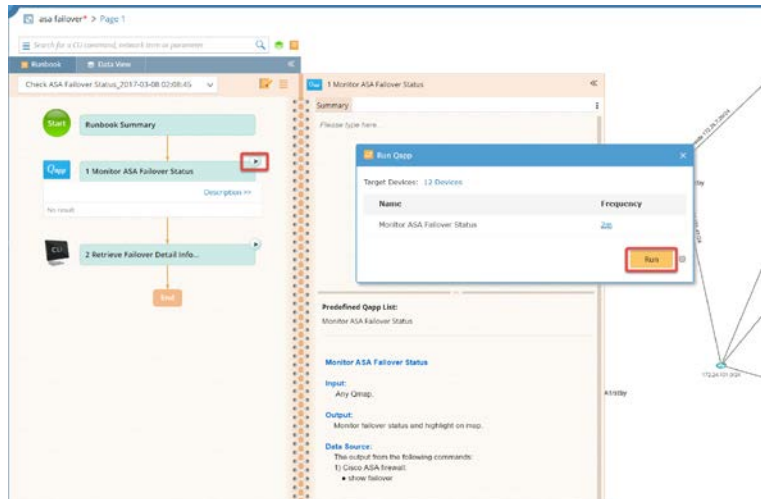 asa failover* > Page 1
Search for a CLI command, network term or parameter
Runbook
Data View
Check ASA Failover Status_2017-03-08 02:08:45
Start
Runbook Summary
Qapp
1 Monitor ASA Failover Status
Description >>
No result
CLI
2 Retrieve Failover Detail Info...
End
Qapp
1 Monitor ASA Failover Status
Summary
Please type here
Run Qapp
Target Devices: 12 Devices
Name
Frequency
Monitor ASA Failover Status
2m
Run
Predefined Qapp List:
Monitor ASA Failover Status
Monitor ASA Failover Status
Input:
Any Qmap.
Output:
Monitor failover status and highlight on map.
Data Source:
The output from the following commands:
1) Cisco ASA firewall
• show failover